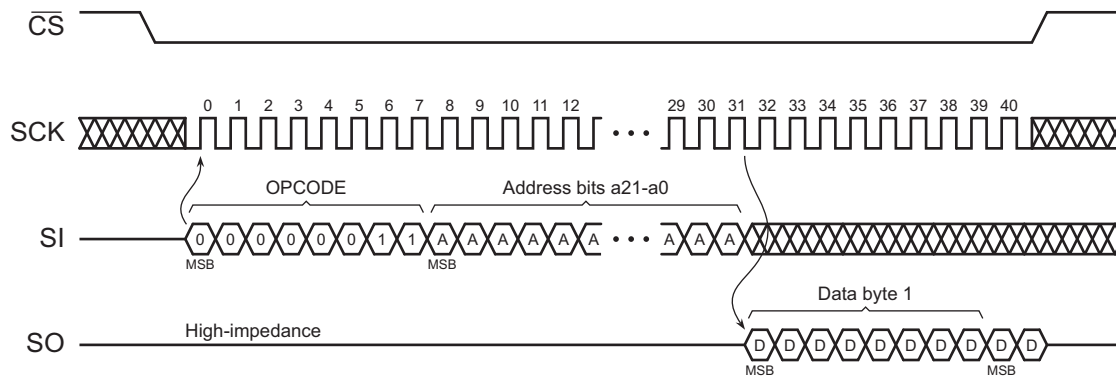 CS
0 1 2 3 4 5 6 7 8 9 10 11 12 29 30 31 32 33 34 35 36 37 38 39 40
SCK
OPCODE Address bits a21-a0
SI 0 0 0 0 0 0 1 1 A A A A A A A A A
MSB MSB
Data byte 1
High-impedance
SO D D D D D D D D D D
MSB MSB